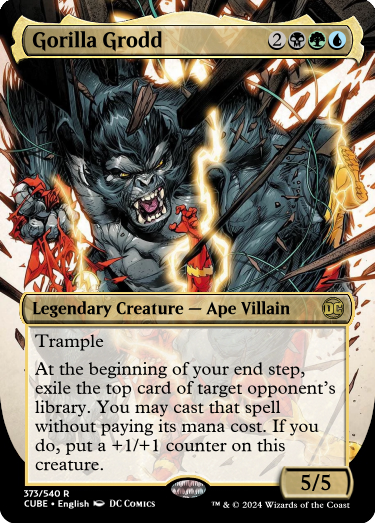 Gorilla Grodd 2
Legendary Creature — Ape Villain DC
Trample
At the beginning of your end step,
exile the top card of target opponent's
library. You may cast that spell
without paying its mana cost. If you
do, put a +1/+1 counter on this
creature.
5/5
373/540 R
CUBE • English DC COMICS
™ & © 2024 Wizards of the Coast